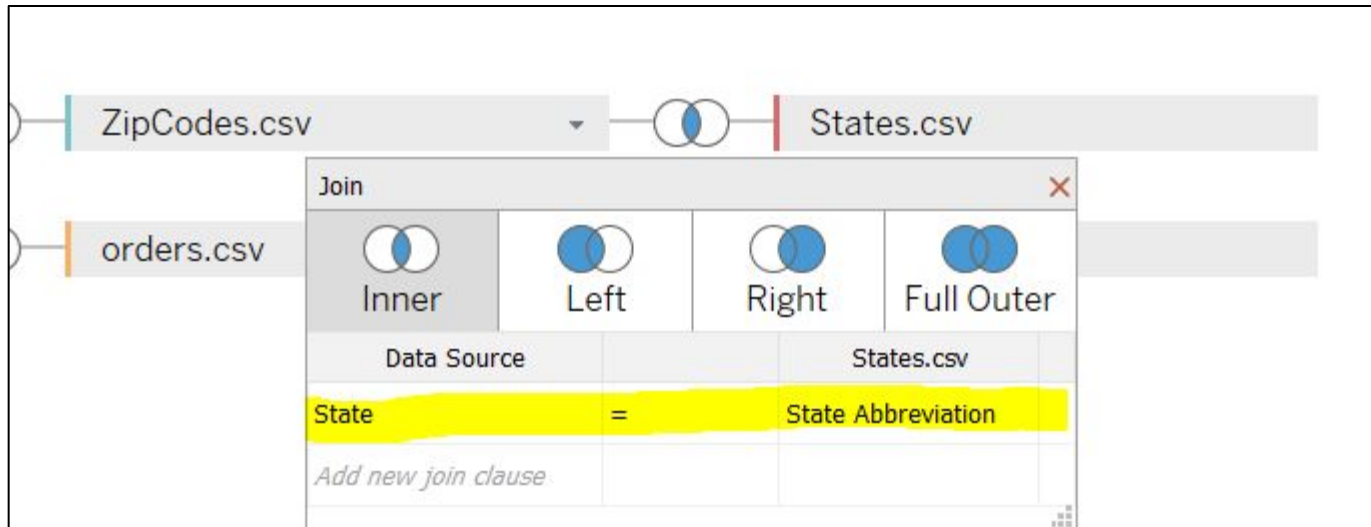 ZipCodes.csv States.csv
Join
orders.csv
Inner Left Right Full Outer
Data Source States.csv
State = State Abbreviation
Add new join clause